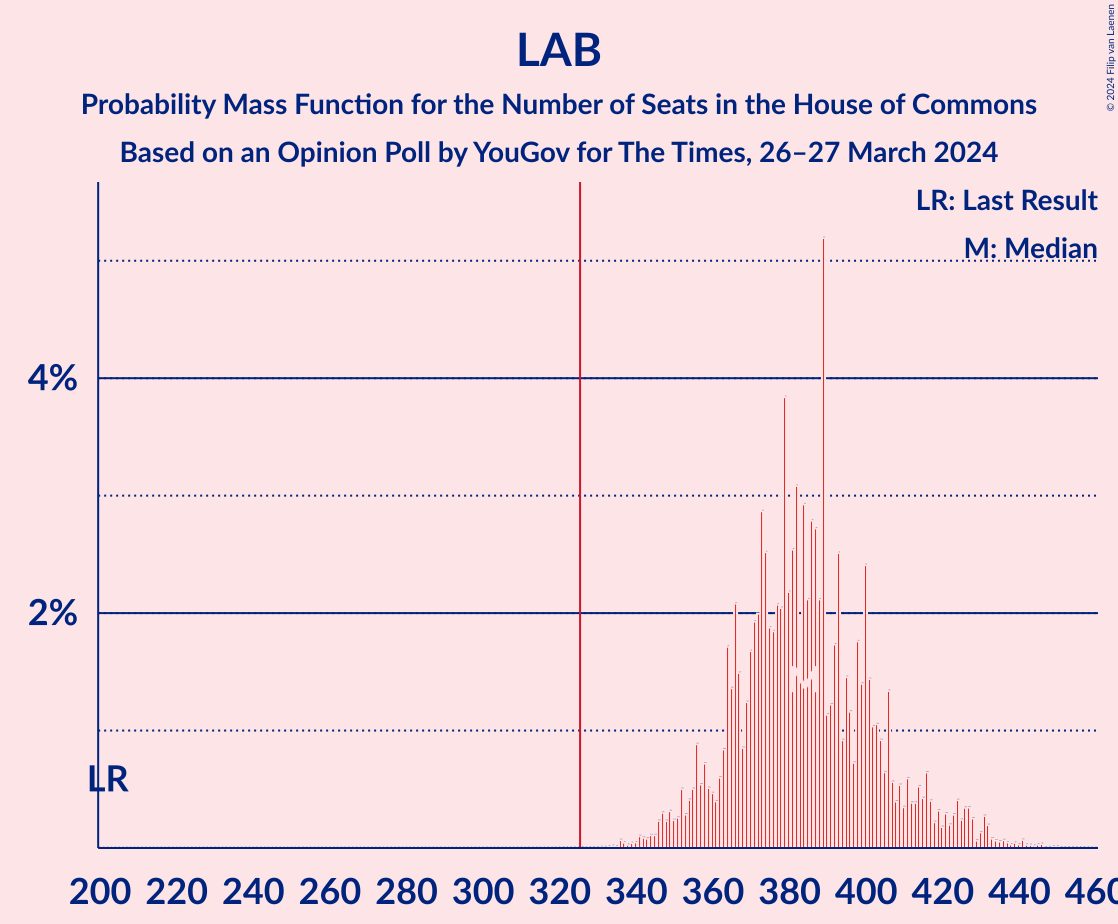 LAB
Probability Mass Function for the Number of Seats in the House of Commons
Based on an Opinion Poll by YouGov for The Times, 26–27 March 2024
© 2024 Filip van Laenen
LR: Last Result
M: Median
4%
2%
LR
200 220 240 260 280 300 320 340 360 380 400 420 440 460